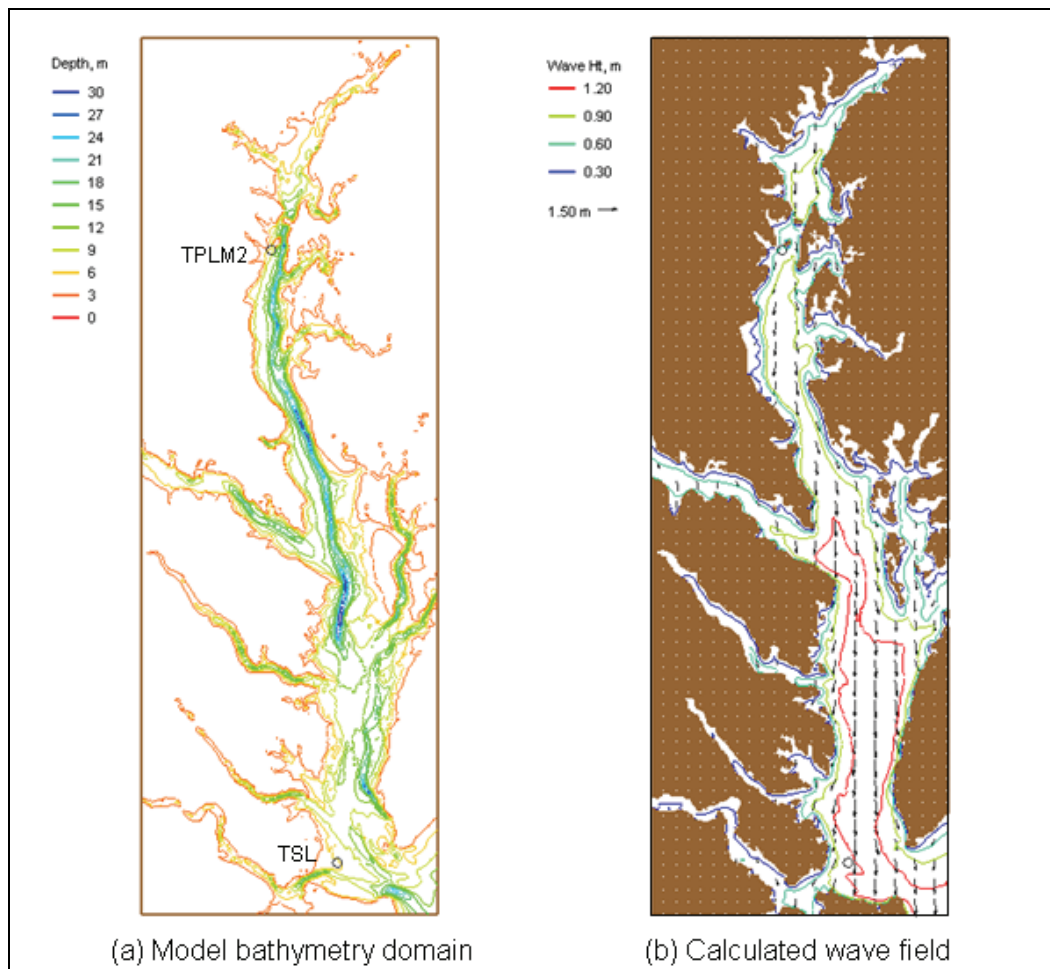 Depth, m
30
27
24
21
18
15
12
9
6
3
0
TPLM2
TSL
(a) Model bathymetry domain
Wave Ht, m
1.20
0.90
0.60
0.30
1.50 m
(b) Calculated wave field